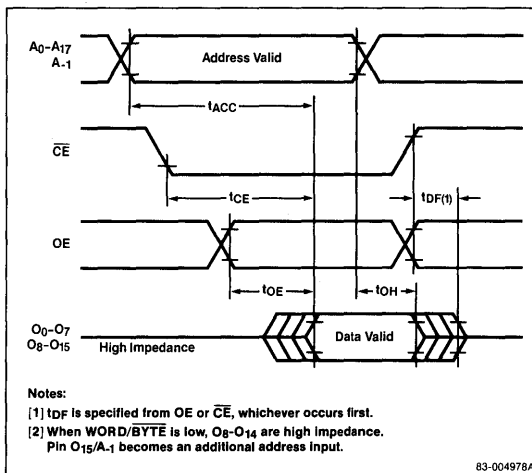 A0–A17
A-1
Address Valid
tACC
CE
tCE
tDF(1)
OE
tOE
tOH
O0–O7
O8–O15
High Impedance
Data Valid
Notes:
[1] tDF is specified from OE or CE, whichever occurs first.
[2] When WORD/BYTE is low, O8–O14 are high impedance.
Pin O15/A-1 becomes an additional address input.
83-004978A